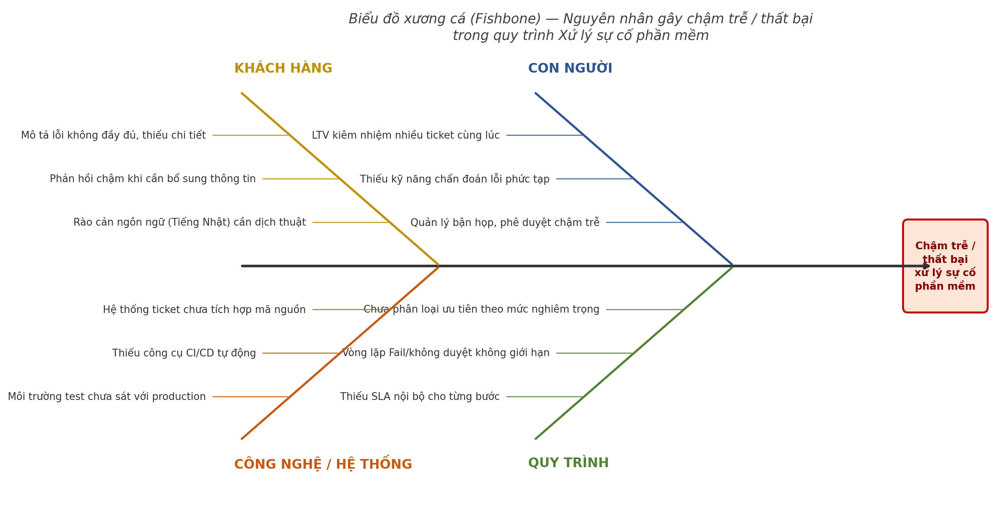 Biểu đồ xương cá (Fishbone) — Nguyên nhân gây chậm trễ / thất bại
trong quy trình Xử lý sự cố phần mềm
KHÁCH HÀNG
Mô tả lỗi không đầy đủ, thiếu chi tiết
Phản hồi chậm khi cần bổ sung thông tin
Rào cản ngôn ngữ (Tiếng Nhật) cần dịch thuật
CON NGƯỜI
LTV kiêm nhiệm nhiều ticket cùng lúc
Thiếu kỹ năng chẩn đoán lỗi phức tạp
Quản lý bận họp, phê duyệt chậm trễ
Chậm trễ /
thất bại
xử lý sự cố
phần mềm
Hệ thống ticket chưa tích hợp mã nguồn
Thiếu công cụ CI/CD tự động
Môi trường test chưa sát với production
CÔNG NGHỆ / HỆ THỐNG
Chưa phân loại ưu tiên theo mức nghiêm trọng
Vòng lặp Fail/không duyệt không giới hạn
Thiếu SLA nội bộ cho từng bước
QUY TRÌNH